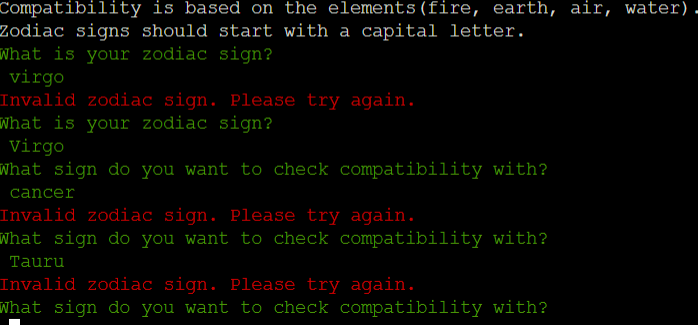 Compatibility is based on the elements(fire, earth, air, water).
Zodiac signs should start with a capital letter.
What is your zodiac sign?
virgo
Invalid zodiac sign. Please try again.
What is your zodiac sign?
Virgo
What sign do you want to check compatibility with?
cancer
Invalid zodiac sign. Please try again.
What sign do you want to check compatibility with?
Tauru
Invalid zodiac sign. Please try again.
What sign do you want to check compatibility with?